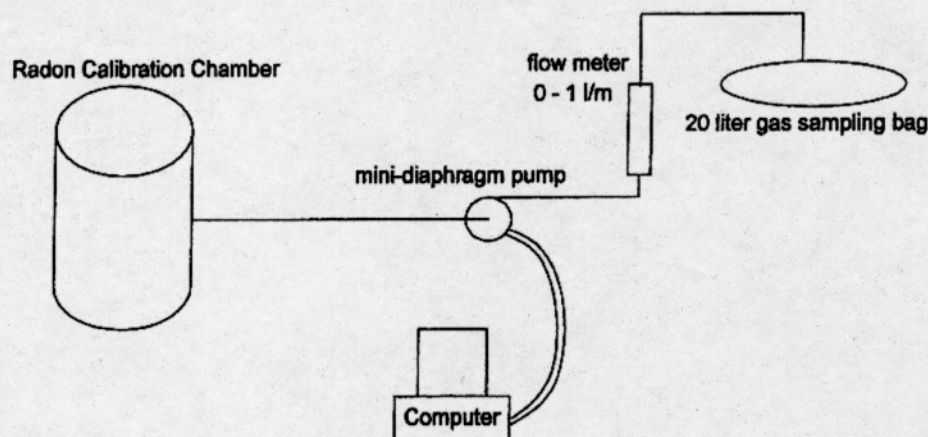 Radon Calibration Chamber
flow meter
0 - 1 l/m
20 liter gas sampling bag
mini-diaphragm pump
Computer